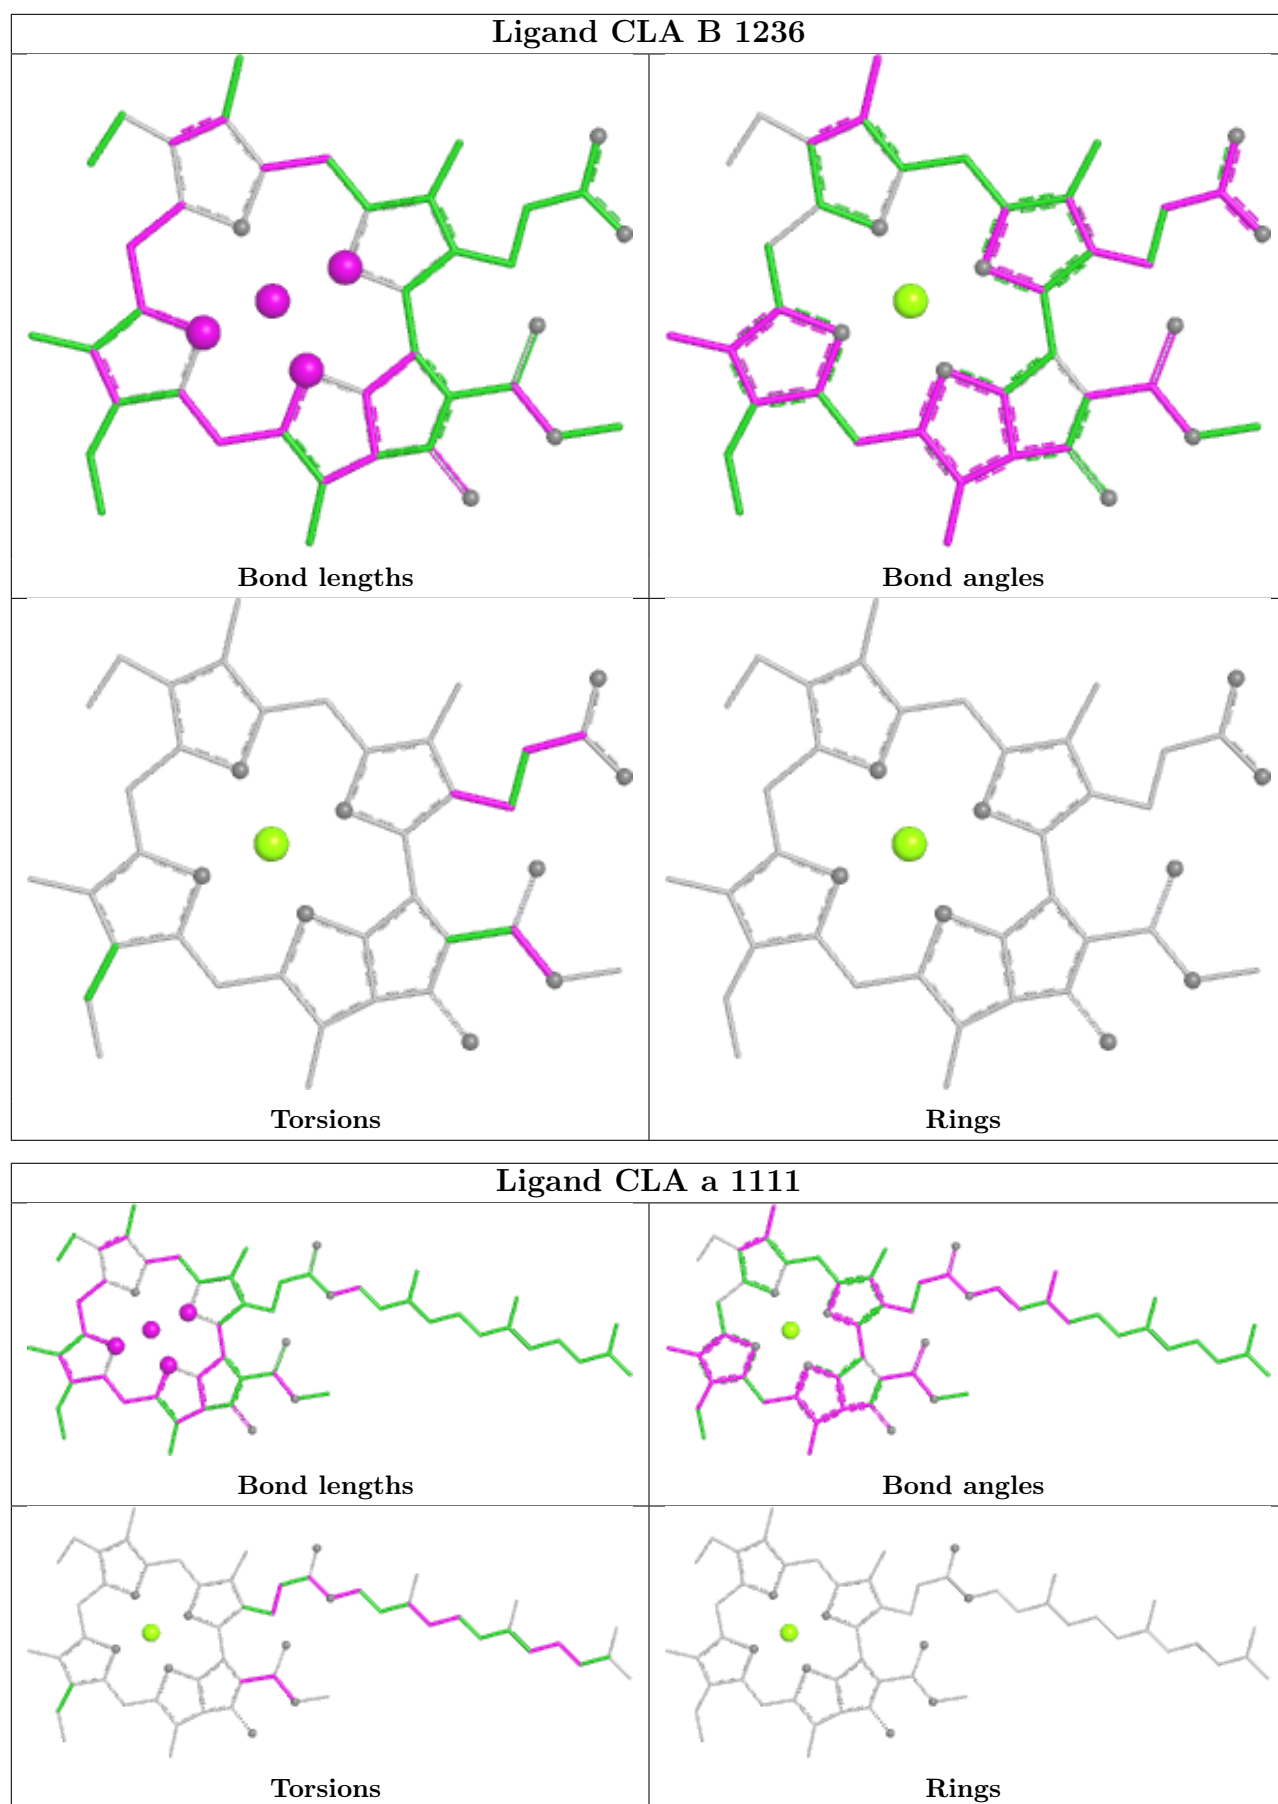 Ligand CLA B 1236
Bond lengths
Bond angles
Torsions
Rings
Ligand CLA a 1111
Bond lengths
Bond angles
Torsions
Rings